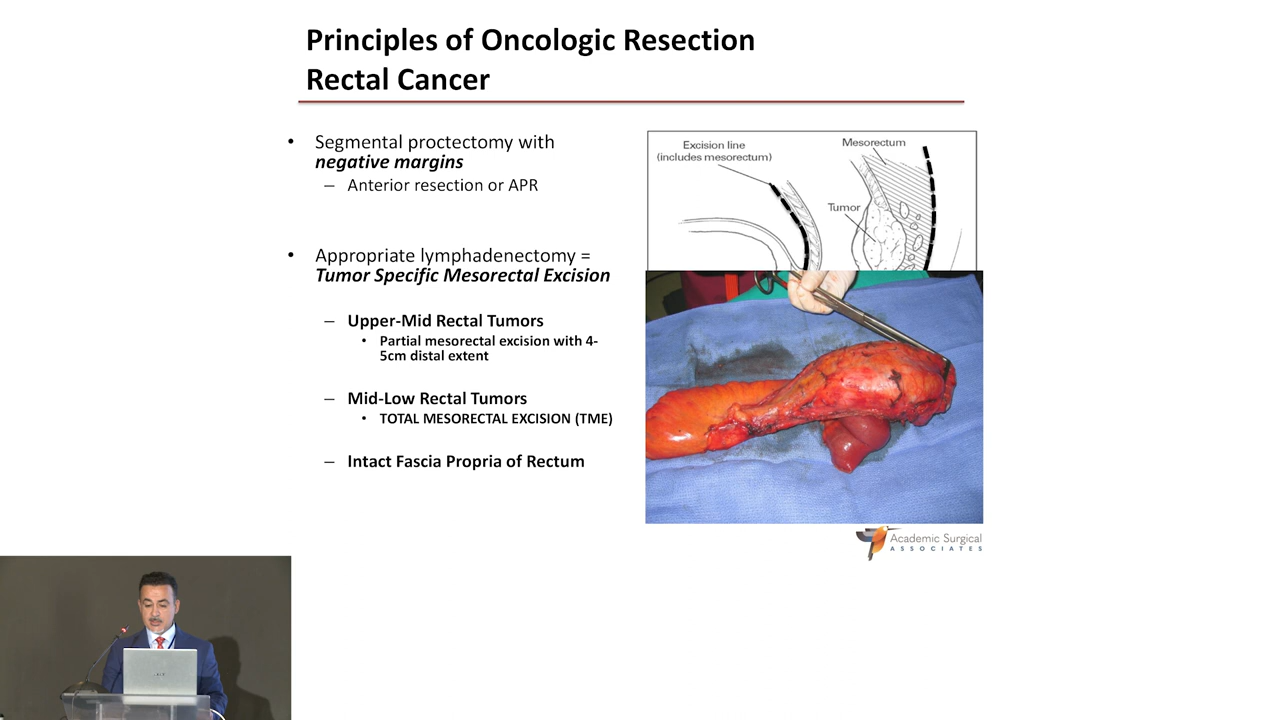 Principles of Oncologic Resection
Rectal Cancer
• Segmental proctectomy with
negative margins
– Anterior resection or APR
• Appropriate lymphadenectomy =
Tumor Specific Mesorectal Excision
– Upper-Mid Rectal Tumors
• Partial mesorectal excision with 4-
5cm distal extent
– Mid-Low Rectal Tumors
• TOTAL MESORECTAL EXCISION (TME)
– Intact Fascia Propria of Rectum
Excision line
(includes mesorectum)
Mesorectum
Tumor
Academic Surgical
ASSOCIATES